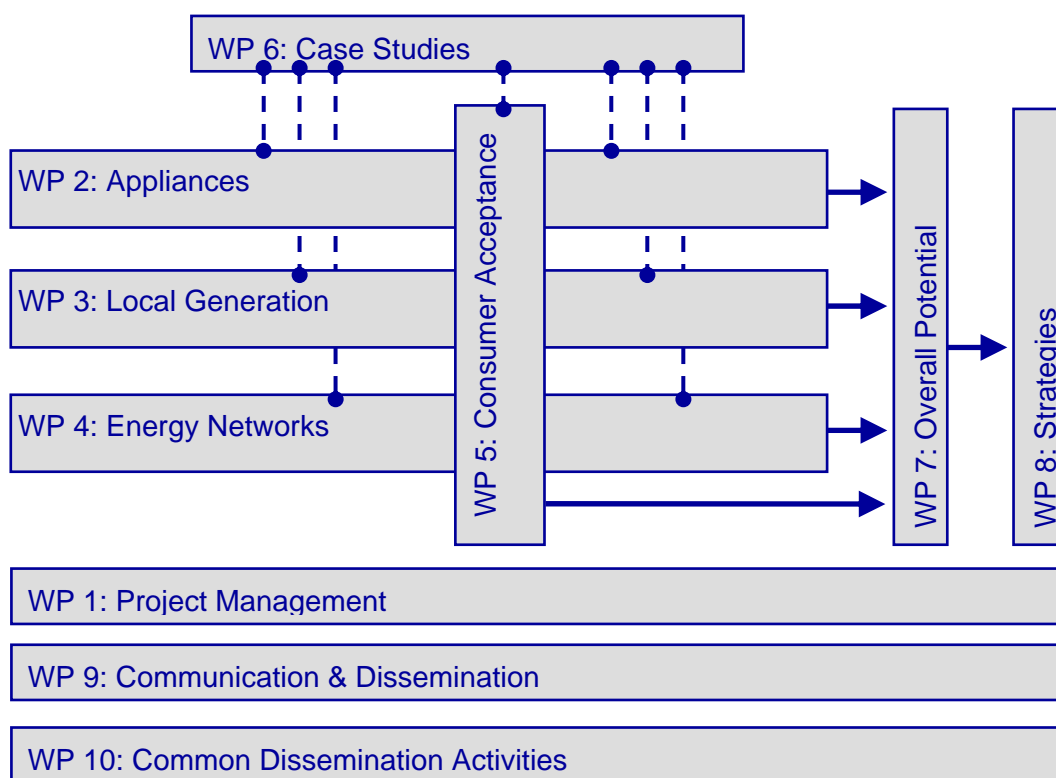 WP 6: Case Studies
WP 2: Appliances
WP 3: Local Generation
WP 4: Energy Networks
WP 5: Consumer Acceptance
WP 7: Overall Potential
WP 8: Strategies
WP 1: Project Management
WP 9: Communication & Dissemination
WP 10: Common Dissemination Activities